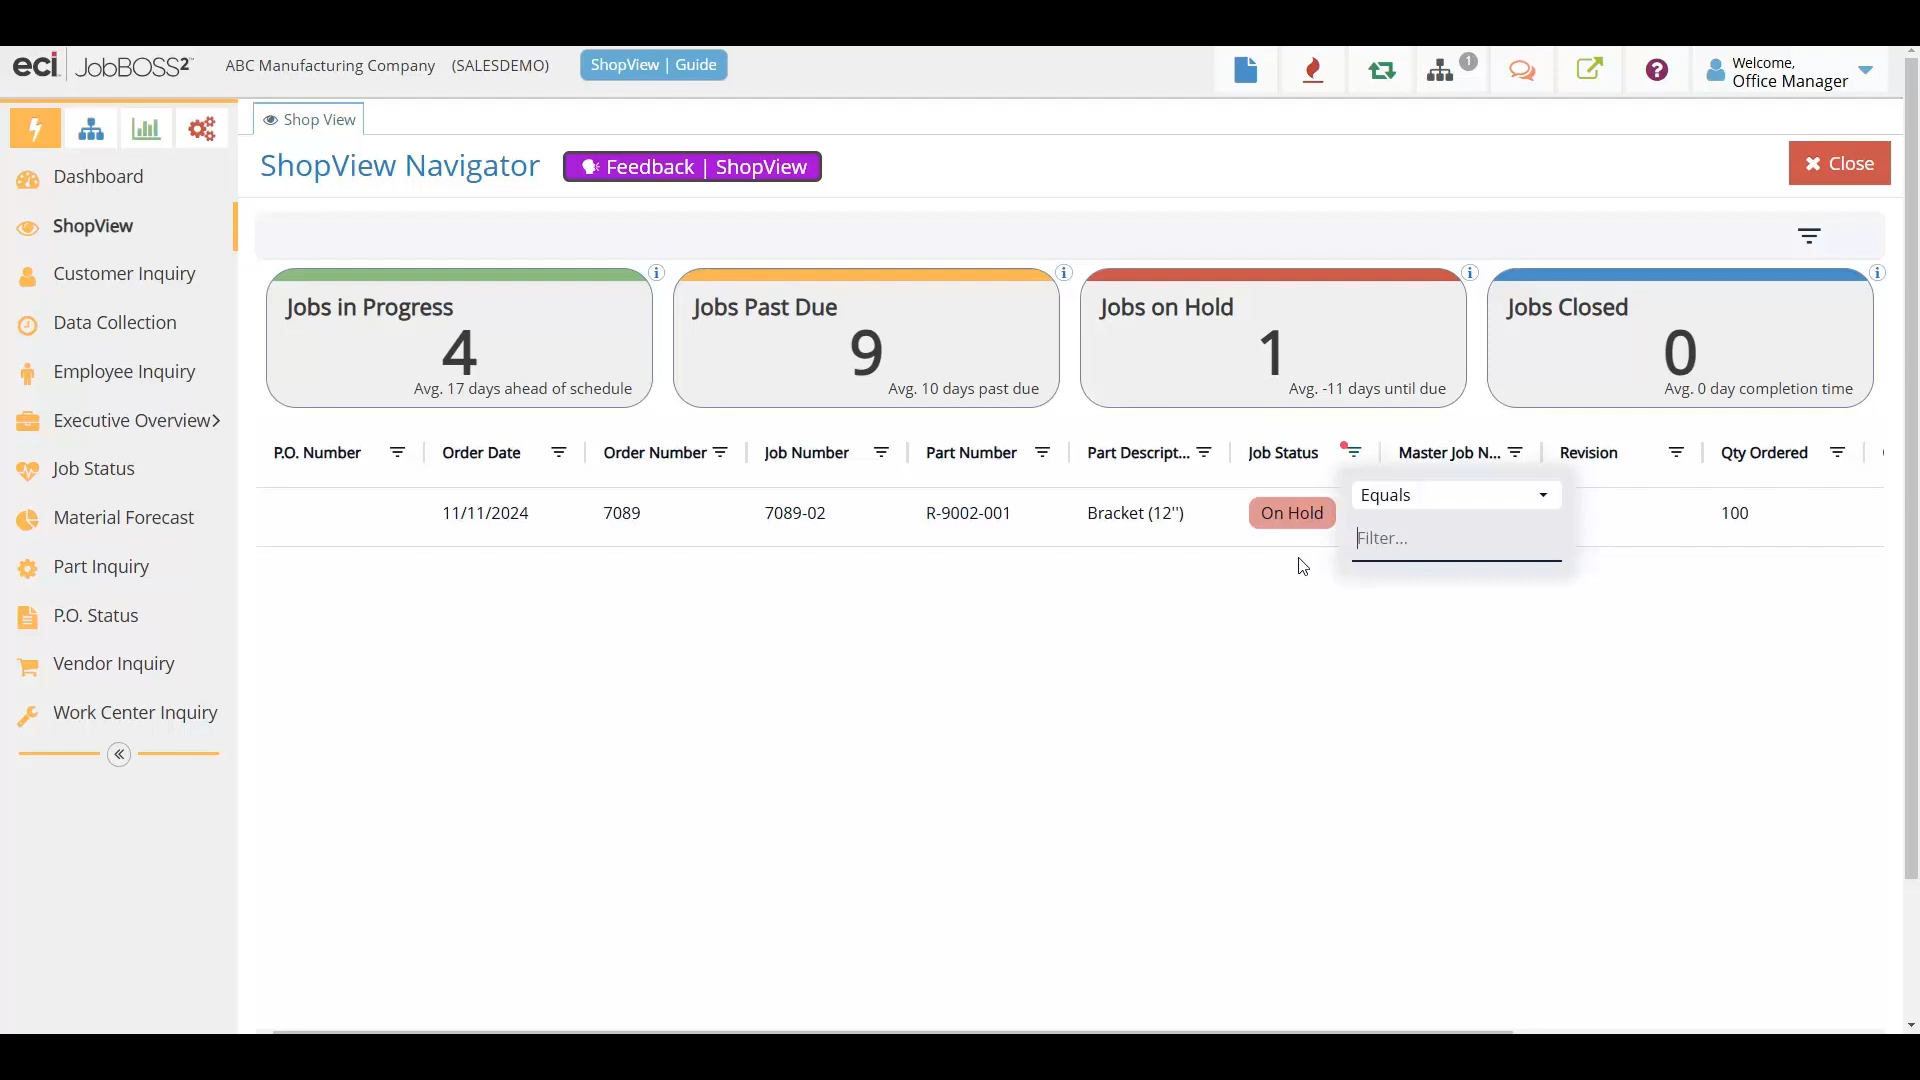 eci JobBOSS²™ ABC Manufacturing Company (SALESDEMO) ShopView | Guide 1 ? Welcome,
Office Manager
Shop View
ShopView Navigator Feedback | ShopView Close
Dashboard
ShopView
Customer Inquiry
Data Collection
Employee Inquiry
Executive Overview
Job Status
Material Forecast
Part Inquiry
P.O. Status
Vendor Inquiry
Work Center Inquiry
Jobs in Progress
4
Avg. 17 days ahead of schedule
Jobs Past Due
9
Avg. 10 days past due
Jobs on Hold
1
Avg. -11 days until due
Jobs Closed
0
Avg. 0 day completion time
P.O. Number Order Date Order Number Job Number Part Number Part Descript... Job Status Master Job N... Revision Qty Ordered
11/11/2024 7089 7089-02 R-9002-001 Bracket (12'') On Hold 100
Equals
Filter...